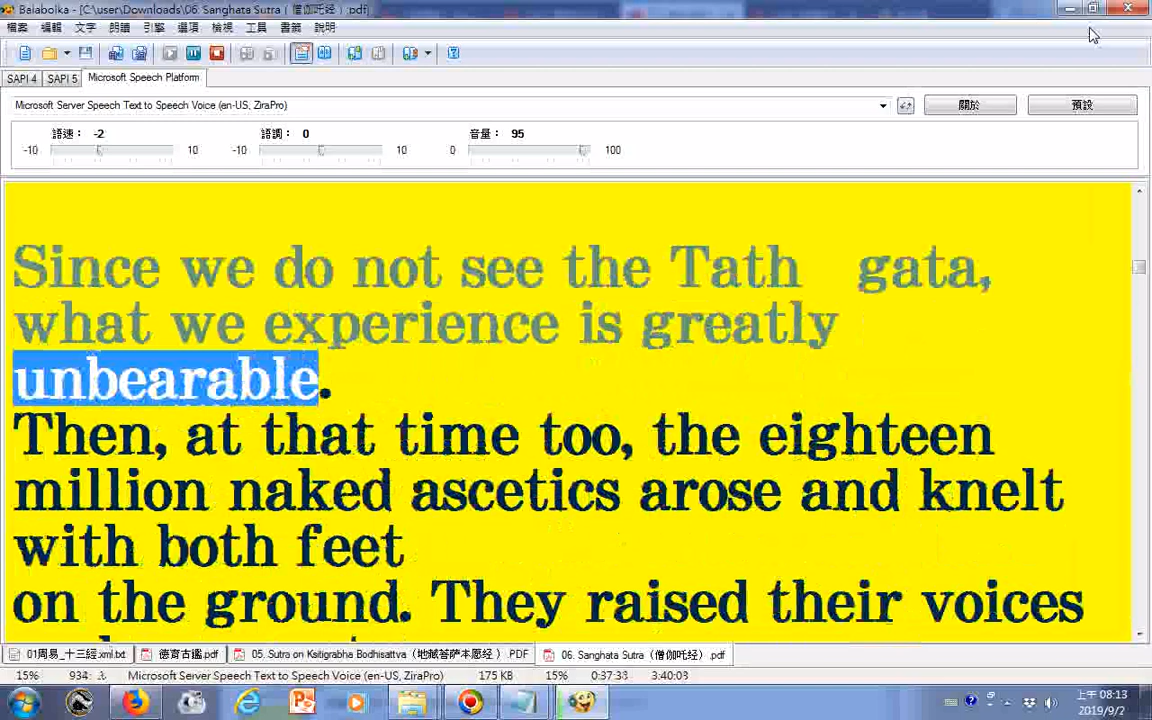 Balabolka - [C:\user\Downloads\06. Sanghata Sutra ( 僧伽吒经 ).pdf]
檔案 編輯 文字 朗讀 引擎 選項 檢視 工具 書籤 說明
SAPI 4 SAPI 5 Microsoft Speech Platform
Microsoft Server Speech Text to Speech Voice (en-US, ZiraPro) 關於 預設
語速： -2 語調： 0 音量： 95
-10 10 -10 10 0 100
Since we do not see the Tath gata,
what we experience is greatly
unbearable.
Then, at that time too, the eighteen
million naked ascetics arose and knelt
with both feet
on the ground. They raised their voices
01周易_十三經.xml.txt 德育古鑑.pdf 05. Sutra on Ksitigrabha Bodhisattva ( 地藏菩萨本愿经 ) .PDF 06. Sanghata Sutra ( 僧伽吒经 ) .pdf
15% 934: Microsoft Server Speech Text to Speech Voice (en-US, ZiraPro) 175 KB 15% 0:37:33 3:40:03
上午 08:13
2019/9/2